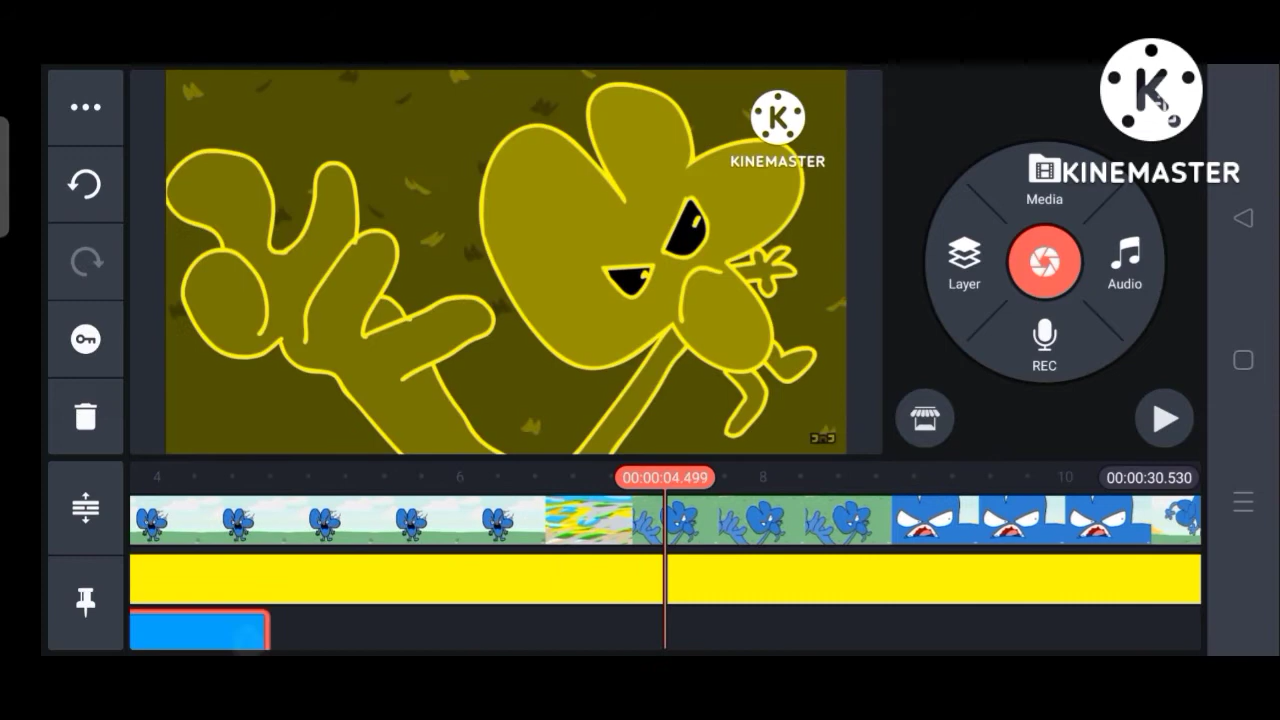 K
KINEMASTER
K
KINEMASTER
Media
Layer
Audio
REC
4
6
00:00:04.499
8
10
00:00:30.530